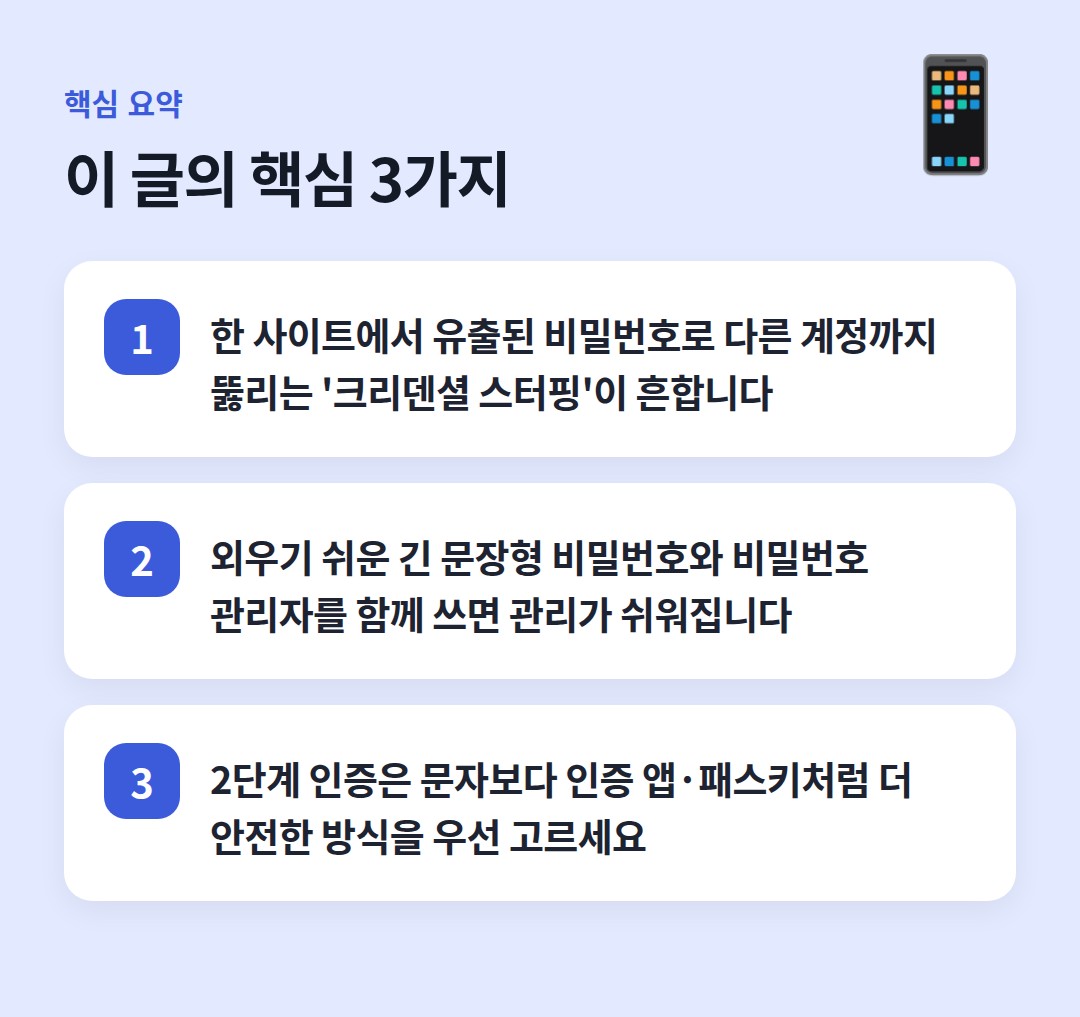 핵심 요약
이 글의 핵심 3가지
1
한 사이트에서 유출된 비밀번호로 다른 계정까지
뚫리는 '크리덴셜 스터핑'이 흔합니다
2
외우기 쉬운 긴 문장형 비밀번호와 비밀번호
관리자를 함께 쓰면 관리가 쉬워집니다
3
2단계 인증은 문자보다 인증 앱·패스키처럼 더
안전한 방식을 우선 고르세요